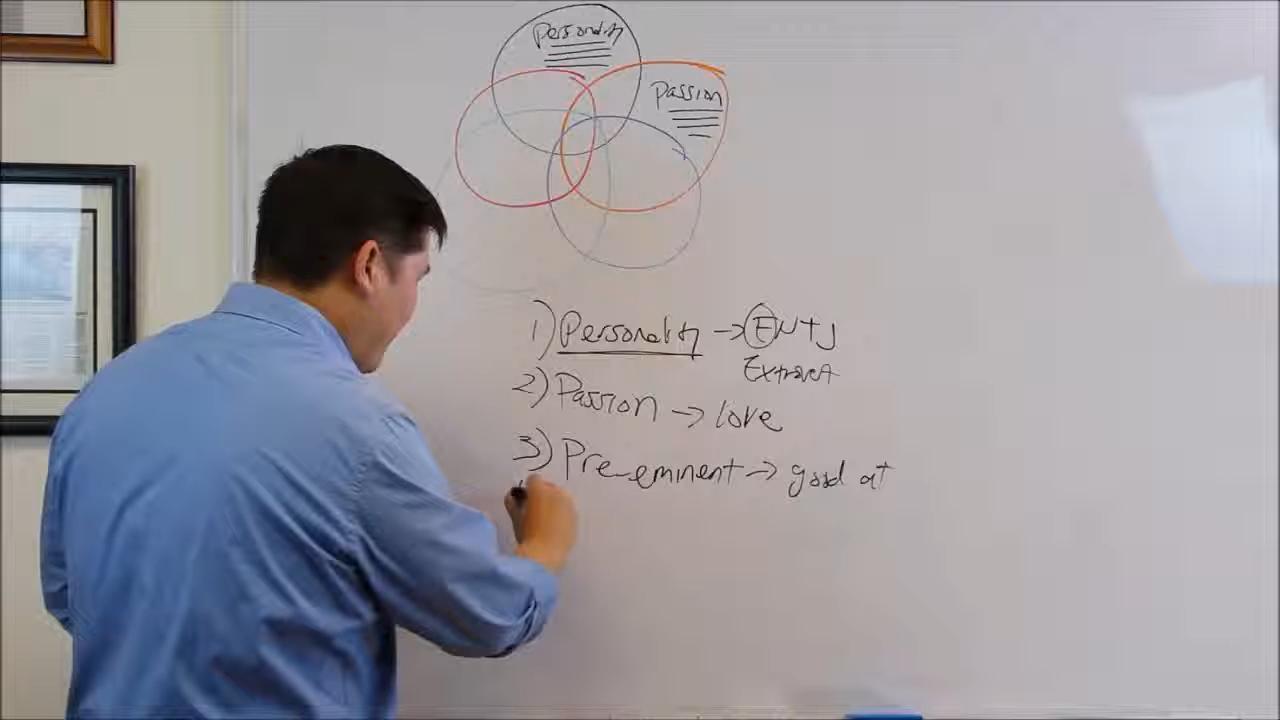 Personality
Passion
1) Personality → ENTJ
Extravert
2) Passion → love
3) Pre-eminent → good at